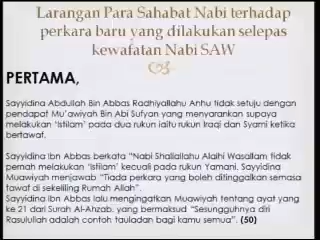 Larangan Para Sahabat Nabi terhadap
perkara baru yang dilakukan selepas
kewafatan Nabi SAW
PERTAMA,
Sayyidina Abdullah Bin Abbas Radhiyallahu Anhu tidak setuju dengan
pendapat Mu'awiyah Bin Abi Sufyan yang menyarankan supaya
melakukan 'Istilam' pada dua rukun iaitu rukun Iraqi dan Syami ketika
bertawaf.
Sayyidina Ibn Abbas berkata "Nabi Shallallahu Alaihi Wasallam tidak
pernah melakukan 'Istilam' kecuali pada rukun Yamani, Sayyidina
Muawiyah menjawab "Tiada perkara yang boleh ditinggalkan semasa
tawaf di sekeliling Rumah Allah".
Sayyidina Ibn Abbas lalu mengingatkan Muawiyah tentang ayat yang
ke 21 dari Surah Al-Ahzab, yang bermaksud "Sesungguhnya diri
Rasulullah adalah contoh tauladan bagi kamu semua". (50)